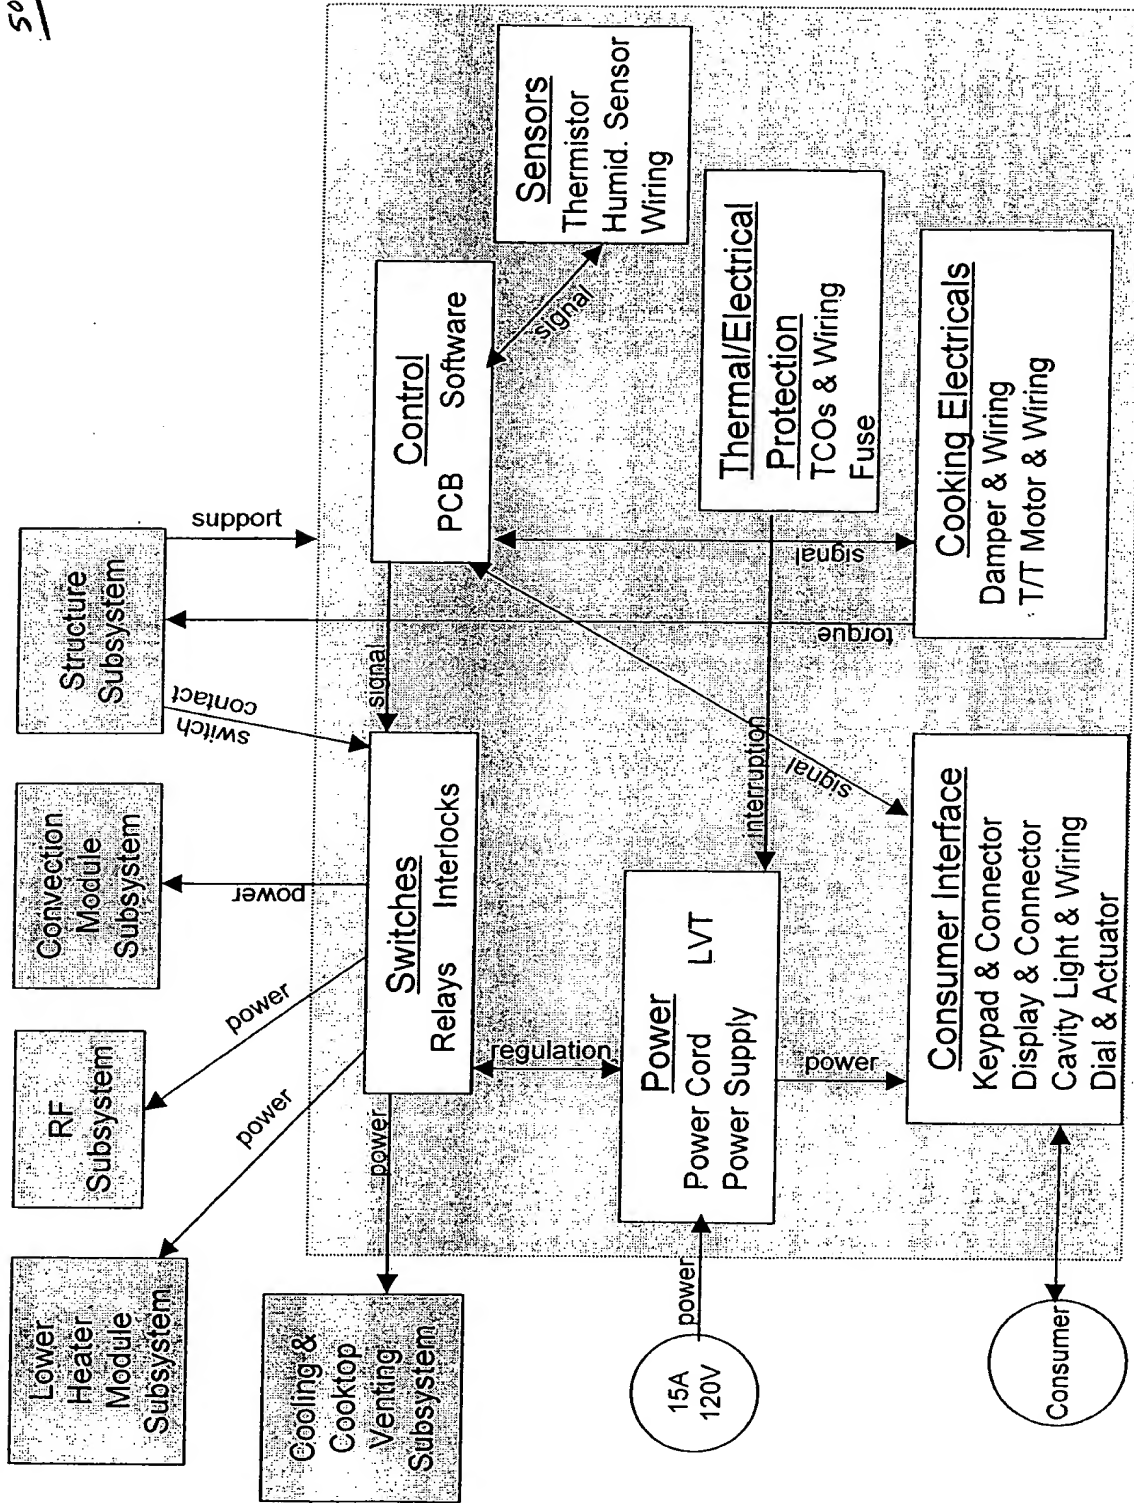 50
Lower
Heater
Module
Subsystem
RF
Subsystem
Convection
Module
Subsystem
Structure
Subsystem
power
power
power
switch
contact
support
Cooling &
Cooktop
Venting
Subsystem
power
Switches
Relays Interlocks
signal
Control
PCB Software
signal
Sensors
Thermistor
Humid. Sensor
Wiring
regulation
15A
120V
power
Power
Power Cord LVT
Power Supply
interruption
Thermal/Electrical
Protection
TCOs & Wiring
Fuse
power
signal
torque
signal
Consumer
Consumer Interface
Keypad & Connector
Display & Connector
Cavity Light & Wiring
Dial & Actuator
Cooking Electricals
Damper & Wiring
T/T Motor & Wiring